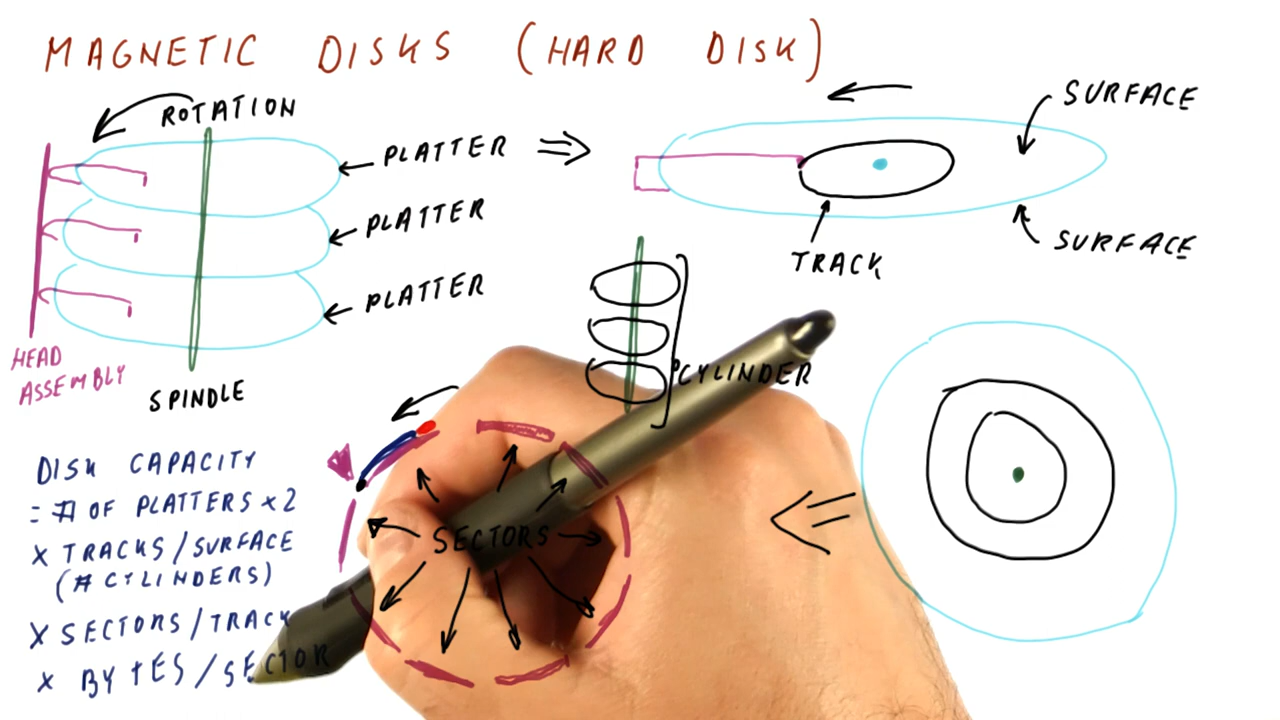 MAGNETIC DISKS (HARD DISK)
ROTATION
PLATTER
PLATTER
PLATTER
HEAD
ASSEMBLY
SPINDLE
SURFACE
SURFACE
TRACK
CYLINDER
SECTORS
DISK CAPACITY
= # OF PLATTERS × 2
× TRACKS/SURFACE
(# CYLINDERS)
× SECTORS/TRACK
× BYTES/SECTOR